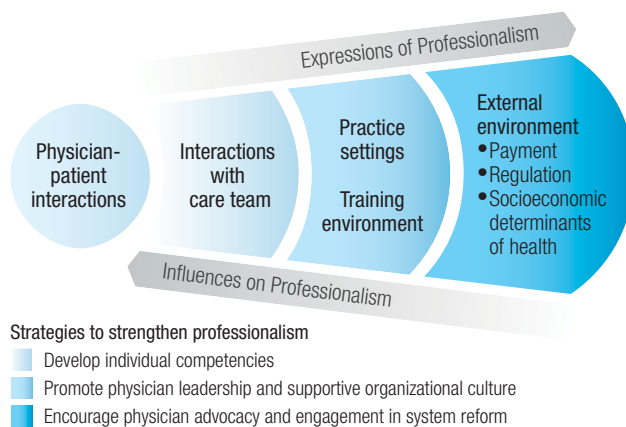 Expressions of Professionalism
Physician-
patient
interactions
Interactions
with
care team
Practice
settings
Training
environment
External
environment
•Payment
•Regulation
•Socioeconomic
determinants
of health
Influences on Professionalism
Strategies to strengthen professionalism
Develop individual competencies
Promote physician leadership and supportive organizational culture
Encourage physician advocacy and engagement in system reform